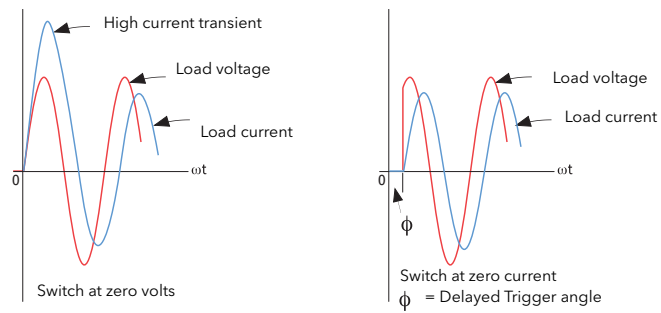 High current transient
Load voltage
Load current
0
ωt
Switch at zero volts
Load voltage
Load current
0
ωt
ϕ
Switch at zero current
ϕ = Delayed Trigger angle